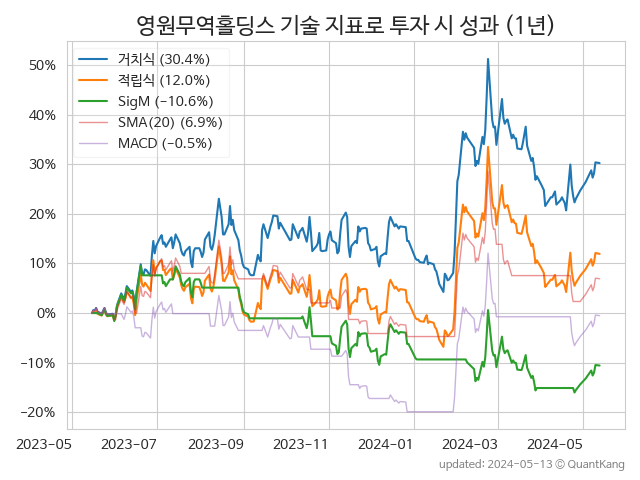 영원무역홀딩스 기술 지표로 투자 시 성과 (1년)
거치식 (30.4%)
적립식 (12.0%)
SigM (−10.6%)
SMA(20) (6.9%)
MACD (−0.5%)
50%
40%
30%
20%
10%
0%
−10%
−20%
2023−05
2023−07
2023−09
2023−11
2024−01
2024−03
2024−05
updated: 2024−05−13 ⓒ QuantKang